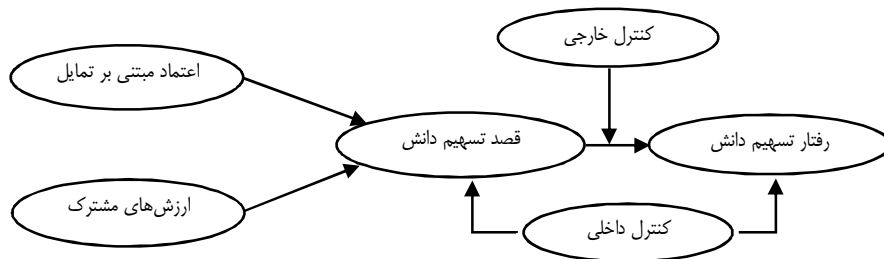 کنترل خارجی
اعتماد مبتنی بر تمایل
قصد تسهیم دانش
رفتار تسهیم دانش
ارزش‌های مشترک
کنترل داخلی